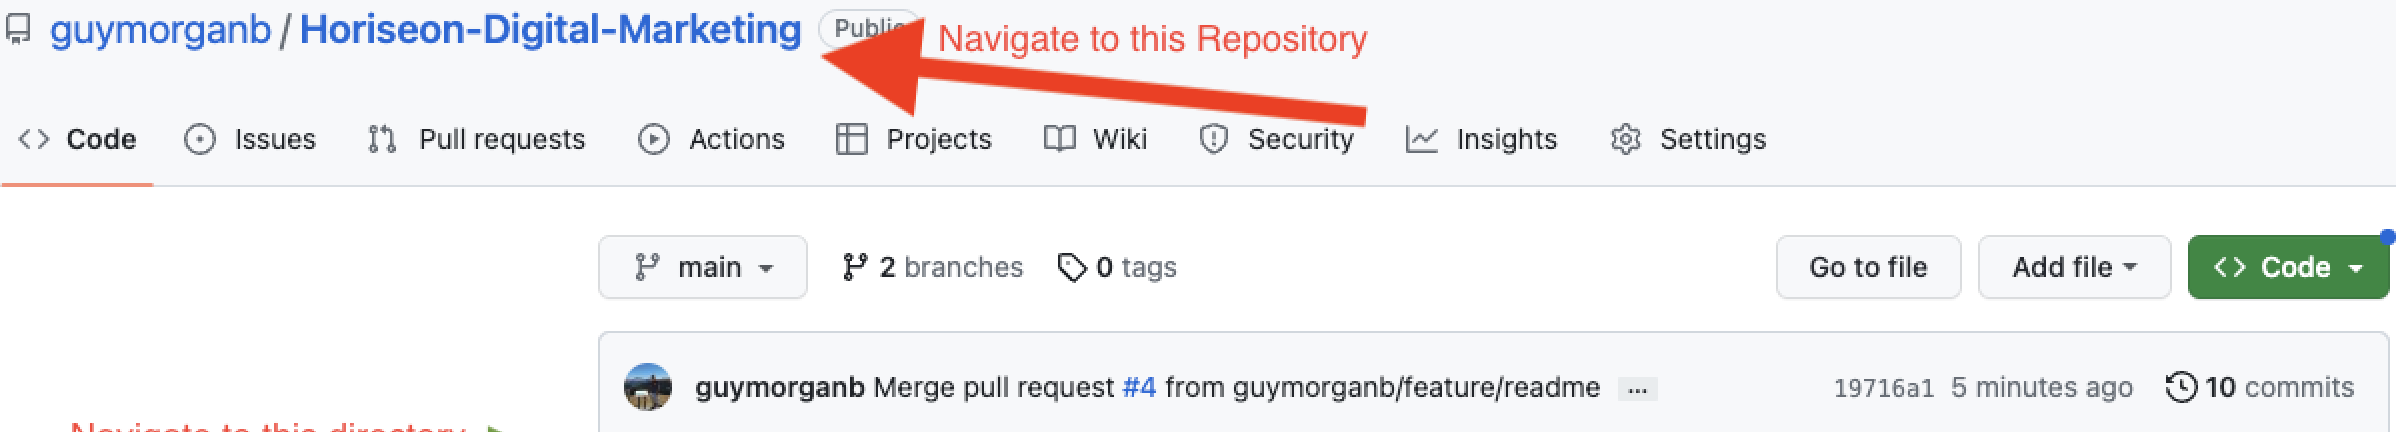 guymorganb / Horiseon-Digital-Marketing Public
Navigate to this Repository
Code Issues Pull requests Actions Projects Wiki Security Insights Settings
main 2 branches 0 tags Go to file Add file Code
guymorganb Merge pull request #4 from guymorganb/feature/readme ... 19716a1 5 minutes ago 10 commits
Navigate to this directory